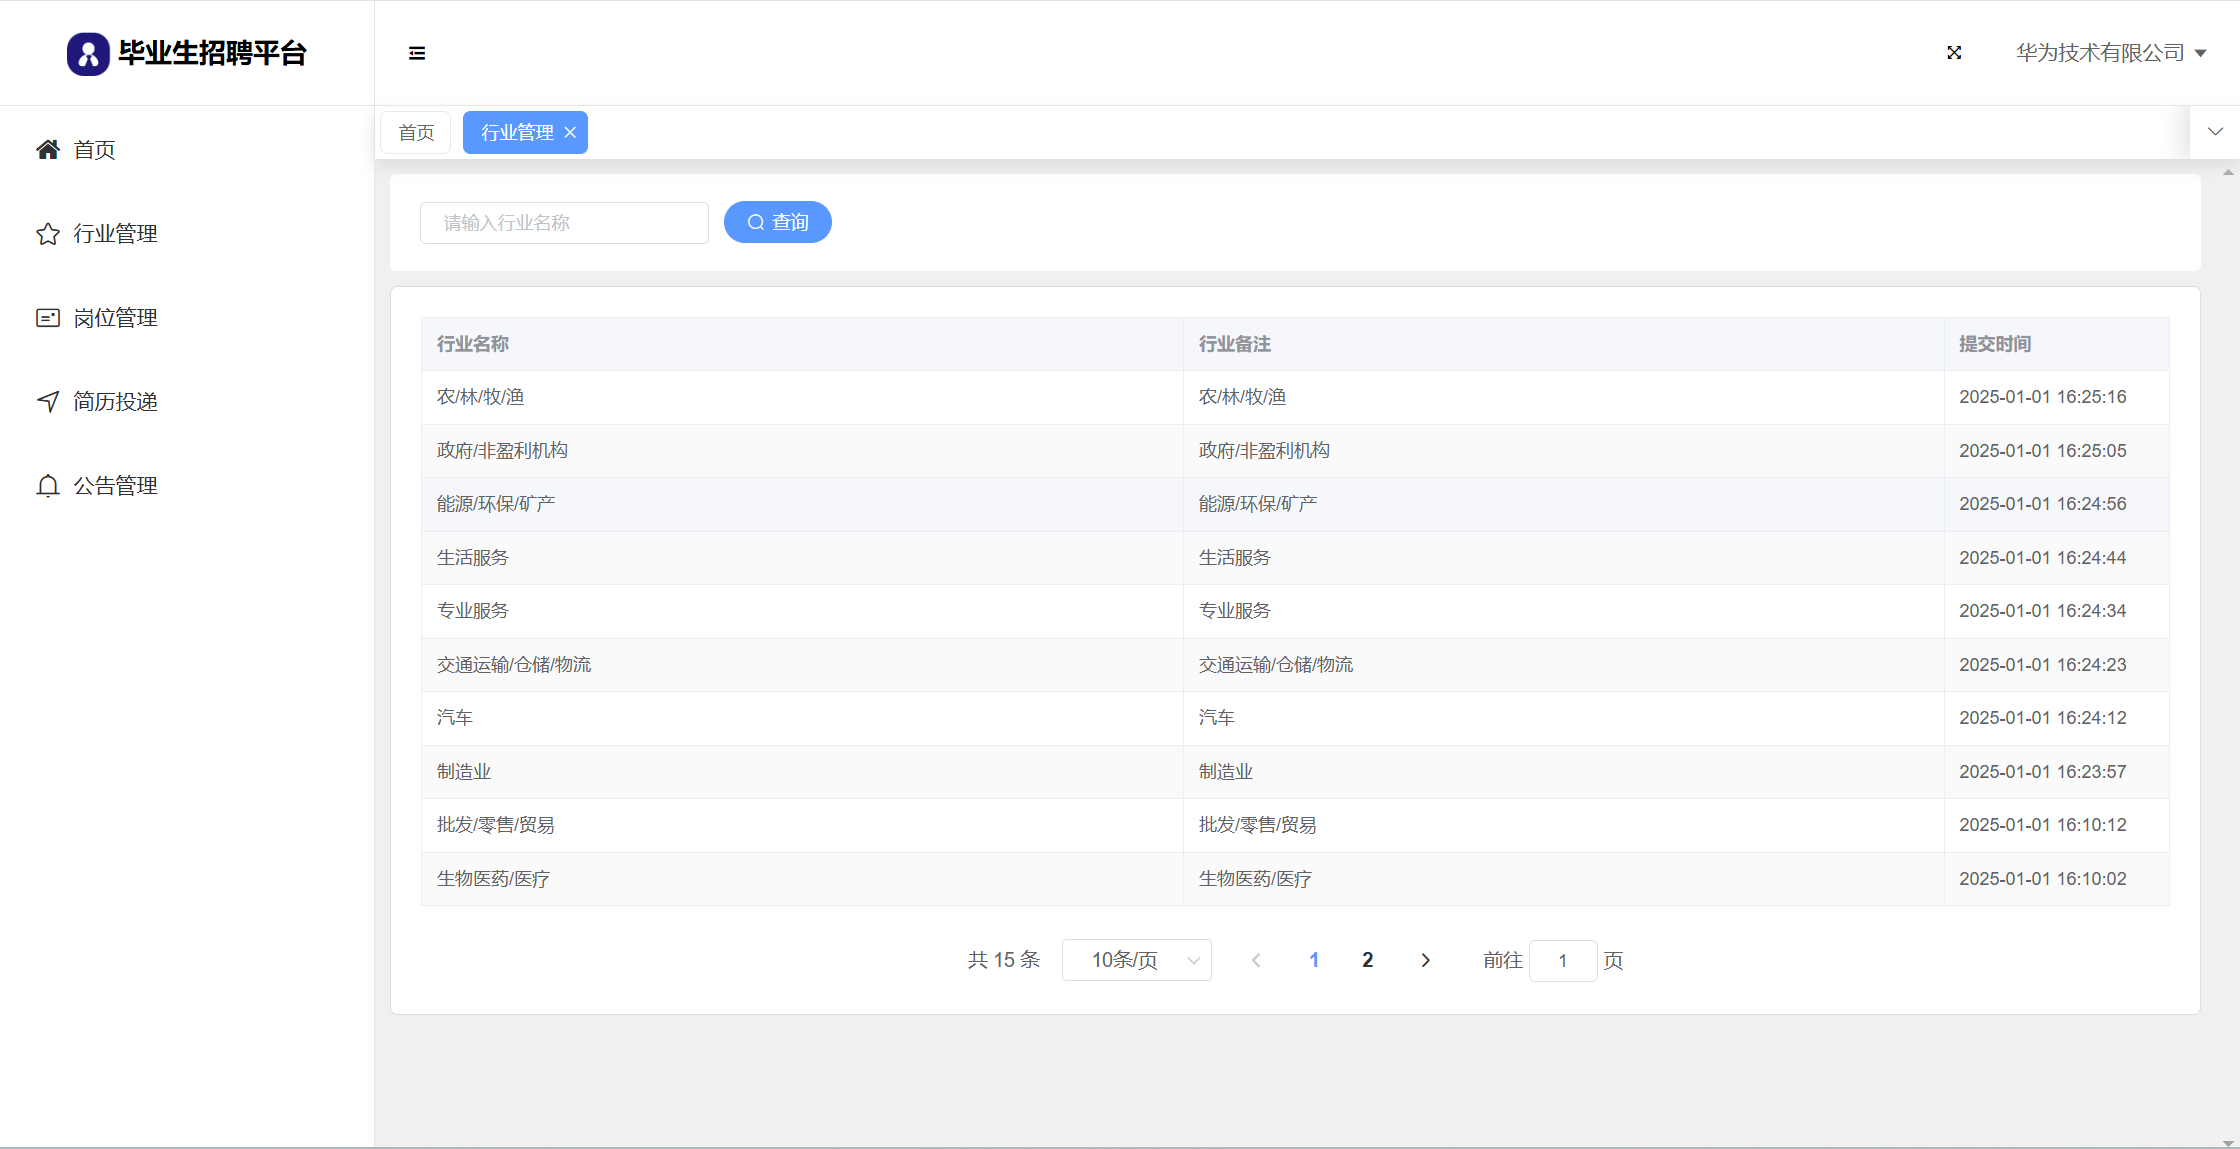 毕业生招聘平台
华为技术有限公司
首页
行业管理
岗位管理
简历投递
公告管理
首页 行业管理
请输入行业名称 查询
行业名称 行业备注 提交时间
农/林/牧/渔 农/林/牧/渔 2025-01-01 16:25:16
政府/非盈利机构 政府/非盈利机构 2025-01-01 16:25:05
能源/环保/矿产 能源/环保/矿产 2025-01-01 16:24:56
生活服务 生活服务 2025-01-01 16:24:44
专业服务 专业服务 2025-01-01 16:24:34
交通运输/仓储/物流 交通运输/仓储/物流 2025-01-01 16:24:23
汽车 汽车 2025-01-01 16:24:12
制造业 制造业 2025-01-01 16:23:57
批发/零售/贸易 批发/零售/贸易 2025-01-01 16:10:12
生物医药/医疗 生物医药/医疗 2025-01-01 16:10:02
共 15 条 10条/页 1 2 前往 1 页